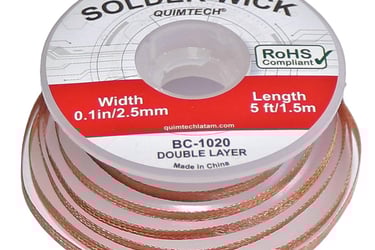 SOLDER WICK
QUIMTECH®
RoHS
Compliant
Width
0.1in/2.5mm
Length
5 ft/1.5m
quimtechlatam.com
BC-1020
DOUBLE LAYER
Made in China